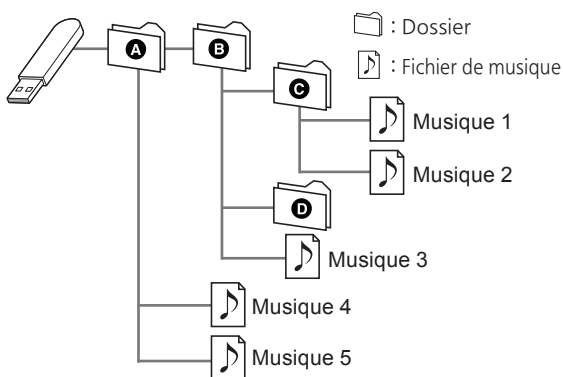 A
B
: Dossier
: Fichier de musique
C
Musique 1
Musique 2
D
Musique 3
Musique 4
Musique 5